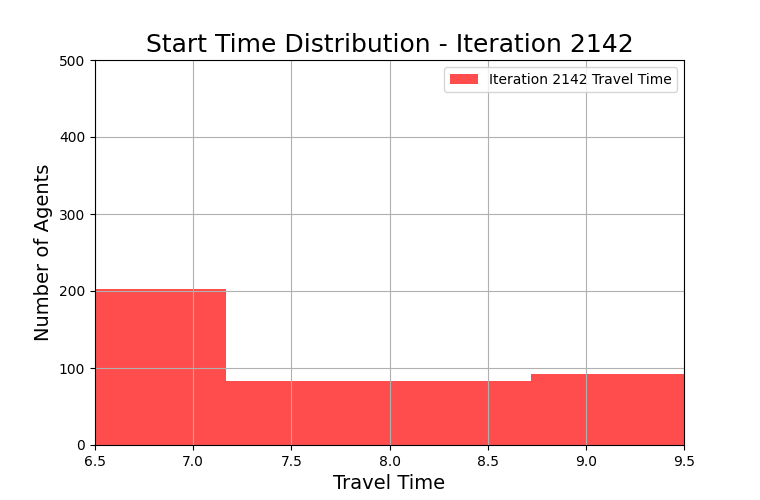 Start Time Distribution - Iteration 2142
Iteration 2142 Travel Time
Number of Agents
500
400
300
200
100
0
6.5 7.0 7.5 8.0 8.5 9.0 9.5
Travel Time